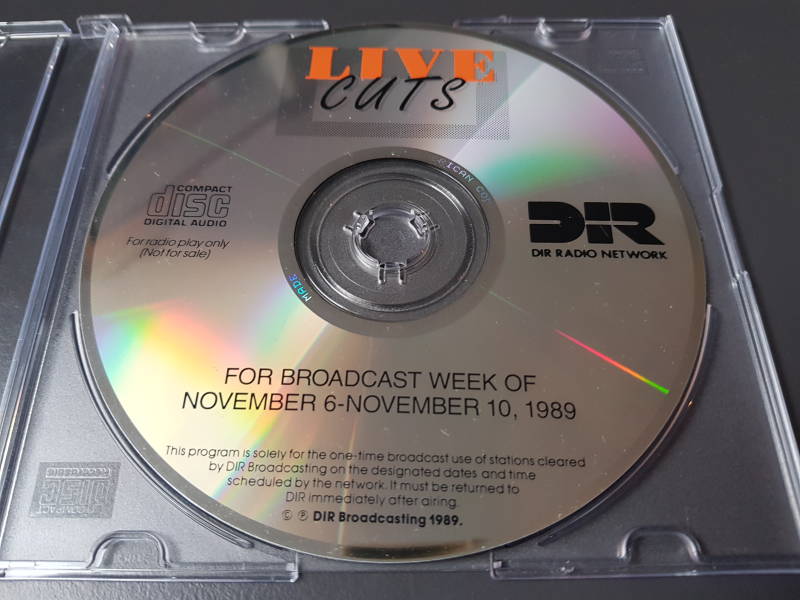 LIVE
CUTS
RICAN CO
COMPACT
disc
DIGITAL AUDIO
For radio play only
(Not for sale)
DIR
DIR RADIO NETWORK
MADE
FOR BROADCAST WEEK OF
NOVEMBER 6-NOVEMBER 10, 1989
This program is solely for the one-time broadcast use of stations cleared
by DIR Broadcasting on the designated dates and time
scheduled by the network. It must be returned to
DIR immediately after airing.
© ℗ DIR Broadcasting 1989.